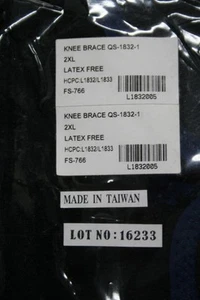 KNEE BRACE QS-1832-1
2XL
LATEX FREE
HCPC:L1832/L1833
FS-766
L1832005
KNEE BRACE QS-1832-1
2XL
LATEX FREE
HCPC:L1832/L1833
FS-766
L1832005
MADE IN TAIWAN
LOT NO:16233